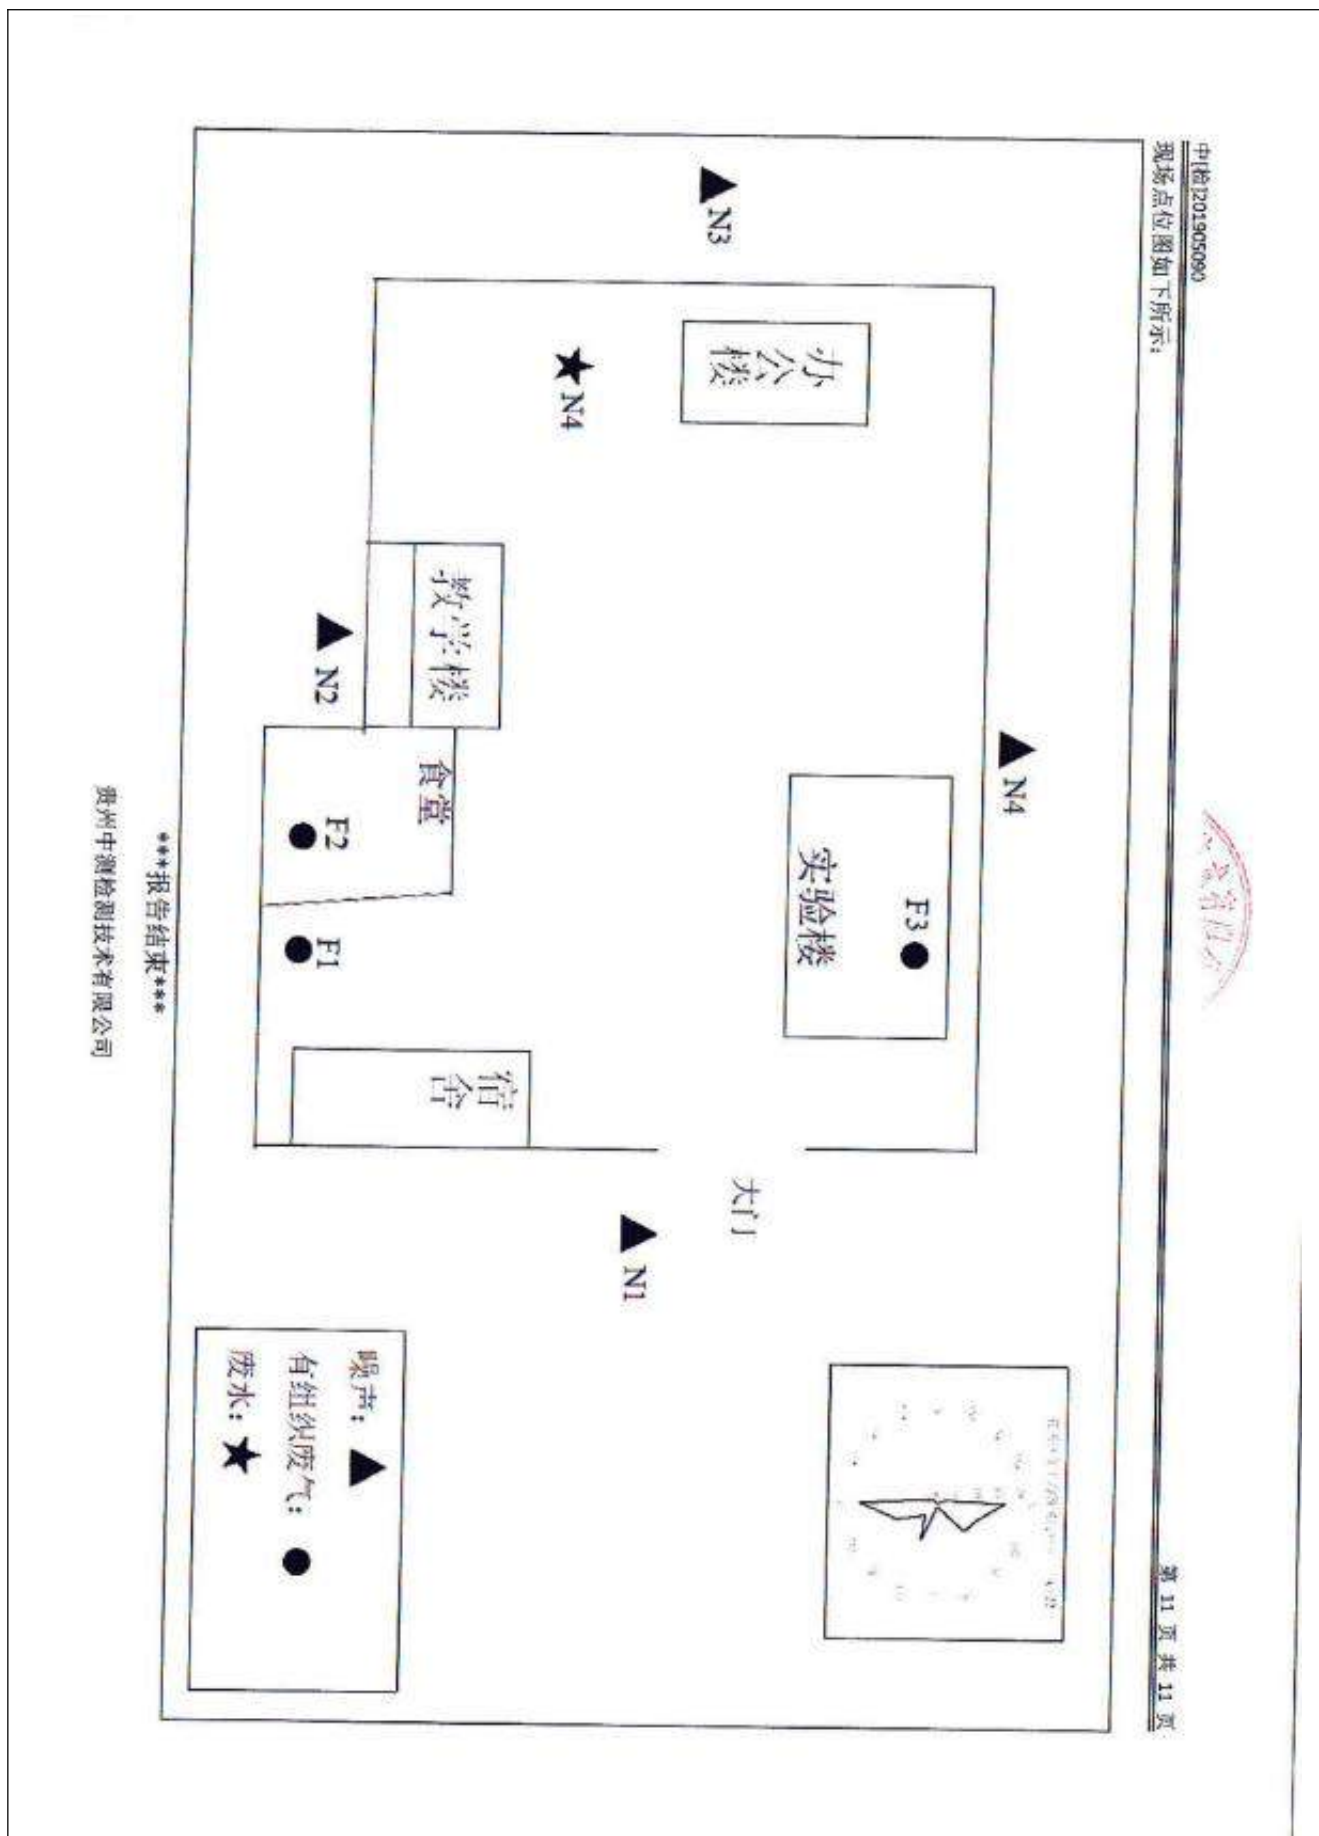 中[检]201905090
第 11 页 共 11 页
现场点位图如下所示：
N4
F3
实验楼
办公楼
N3
大门
N4
N1
宿舍
教学楼
食堂
N2
F2
F1
噪声：
有组织废气：
废水：
***报告结束***
贵州中测检测技术有限公司